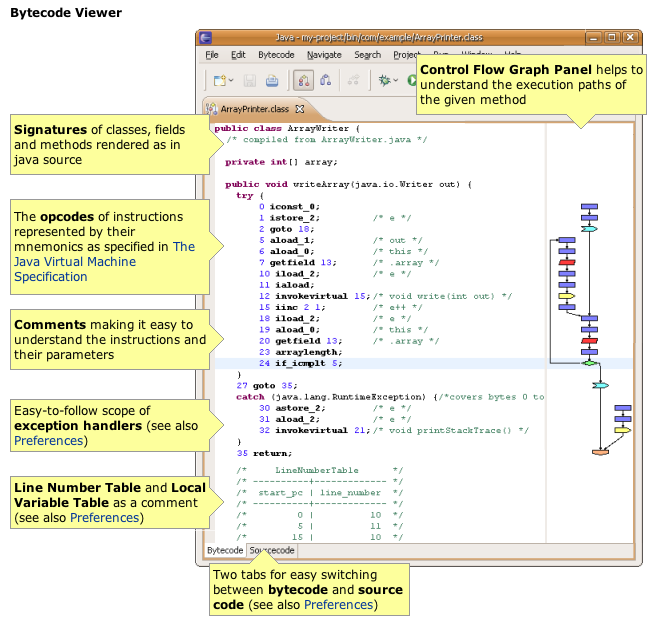 Bytecode Viewer
Java - my-project/bin/com/example/ArrayPrinter.class
File Edit Bytecode Navigate Search Project Run Window Help
Control Flow Graph Panel helps to
understand the execution paths of
the given method
ArrayPrinter.class
Signatures of classes, fields
and methods rendered as in
java source
The opcodes of instructions
represented by their
mnemonics as specified in The
Java Virtual Machine
Specification
Comments making it easy to
understand the instructions and
their parameters
Easy-to-follow scope of
exception handlers (see also
Preferences)
Line Number Table and Local
Variable Table as a comment
(see also Preferences)
public class ArrayWriter {
/* compiled from ArrayWriter.java */
private int[] array;
public void writeArray(java.io.Writer out) {
try {
0 iconst_0;
1 istore_2; /* e */
2 goto 18;
5 aload_1; /* out */
6 aload_0; /* this */
7 getfield 13; /* .array */
10 iload_2; /* e */
11 iaload;
12 invokevirtual 15; /* void write(int out) */
15 iinc 2 1; /* e++ */
18 iload_2; /* e */
19 aload_0; /* this */
20 getfield 13; /* .array */
23 arraylength;
24 if_icmplt 5;
}
27 goto 35;
catch (java.lang.RuntimeException) {/*covers bytes 0 to
30 astore_2; /* e */
31 aload_2; /* e */
32 invokevirtual 21; /* void printStackTrace() */
}
35 return;
/* LineNumberTable */
/* ----------+------------ */
/* start_pc | line_number */
/* ----------+------------ */
/* 0 | 10 */
/* 5 | 11 */
/* 15 | 10 */
Bytecode Sourcecode
Two tabs for easy switching
between bytecode and source
code (see also Preferences)